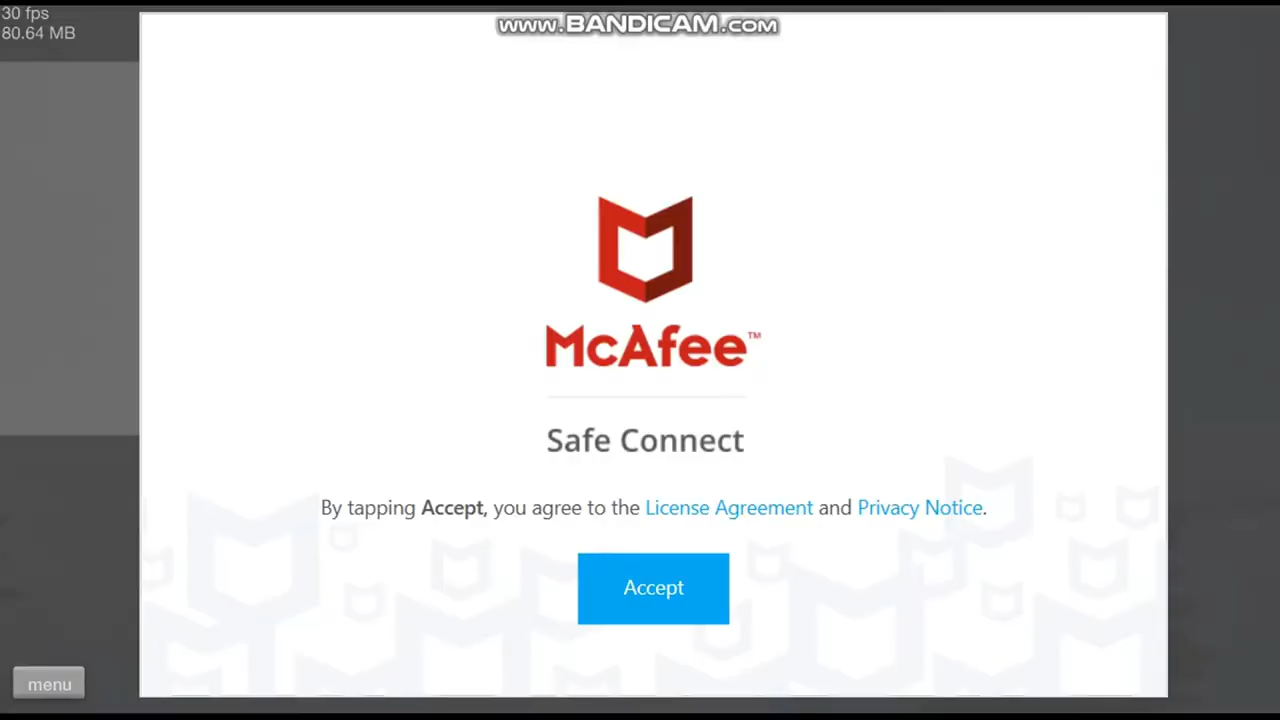 30 fps
80.64 MB
www.BANDICAM.com
McAfee™
Safe Connect
By tapping Accept, you agree to the License Agreement and Privacy Notice.
Accept
menu